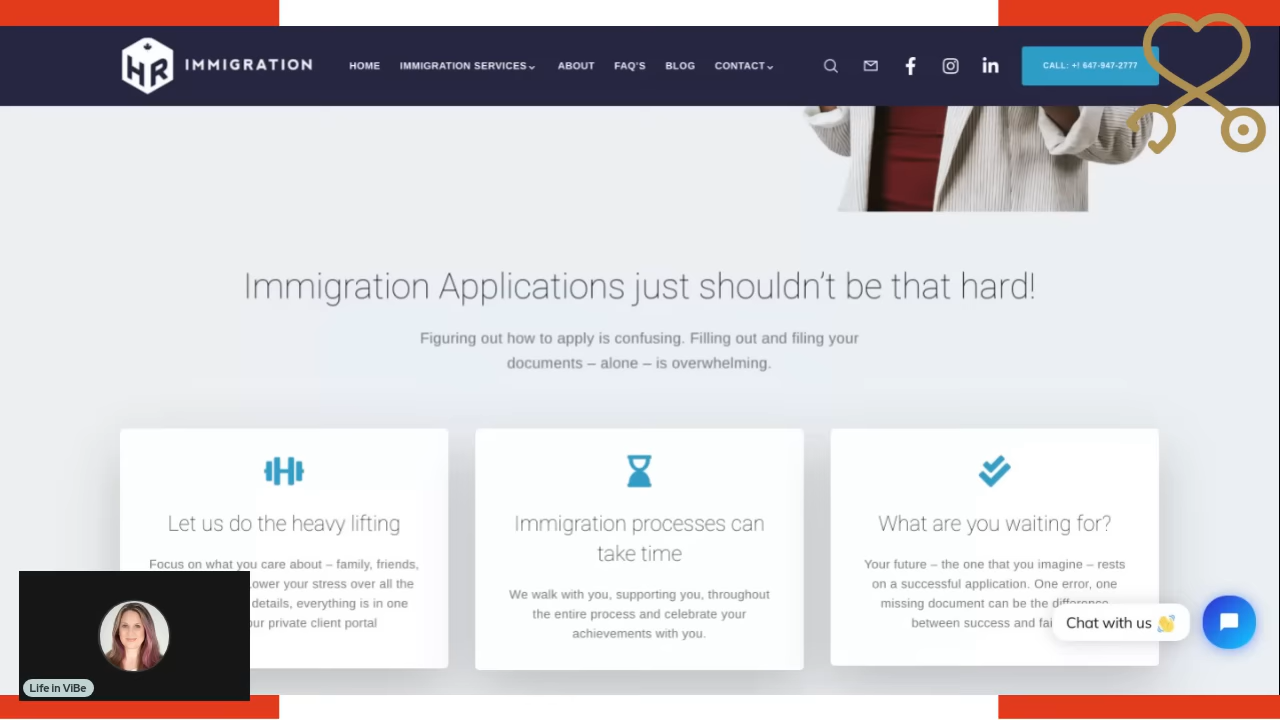 HR IMMIGRATION
HOME IMMIGRATION SERVICES ABOUT FAQ'S BLOG CONTACT
CALL: +! 647-947-2777
Immigration Applications just shouldn't be that hard!
Figuring out how to apply is confusing. Filling out and filing your
documents – alone – is overwhelming.
Let us do the heavy lifting
Focus on what you care about – family, friends,
ower your stress over all the
details, everything is in one
ur private client portal
Immigration processes can
take time
We walk with you, supporting you, throughout
the entire process and celebrate your
achievements with you.
What are you waiting for?
Your future – the one that you imagine – rests
on a successful application. One error, one
missing document can be the difference
between success and fai
Chat with us 👋
Life in ViBe